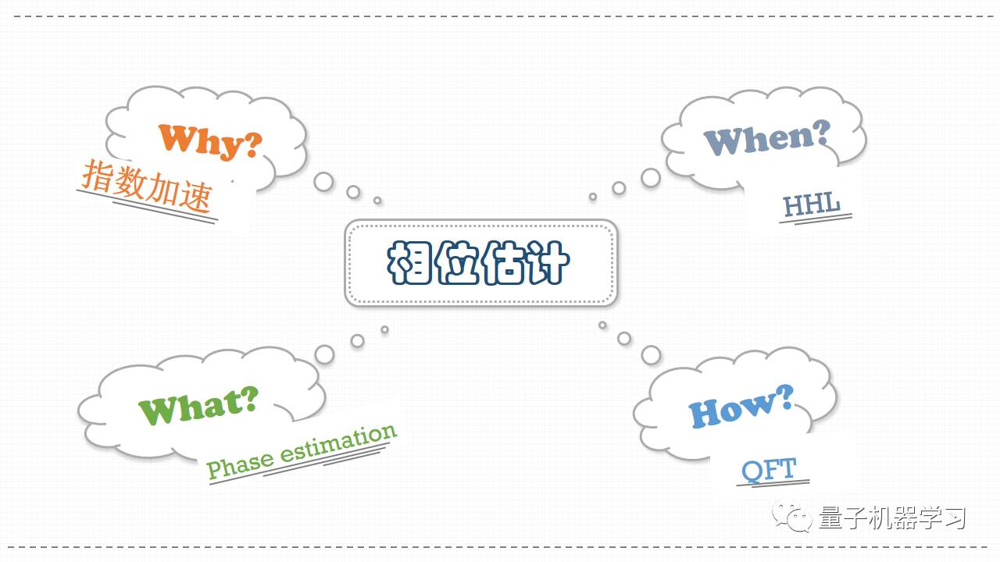 Why?
指数加速
When?
HHL
相位估计
What?
Phase estimation
How?
QFT
量子机器学习